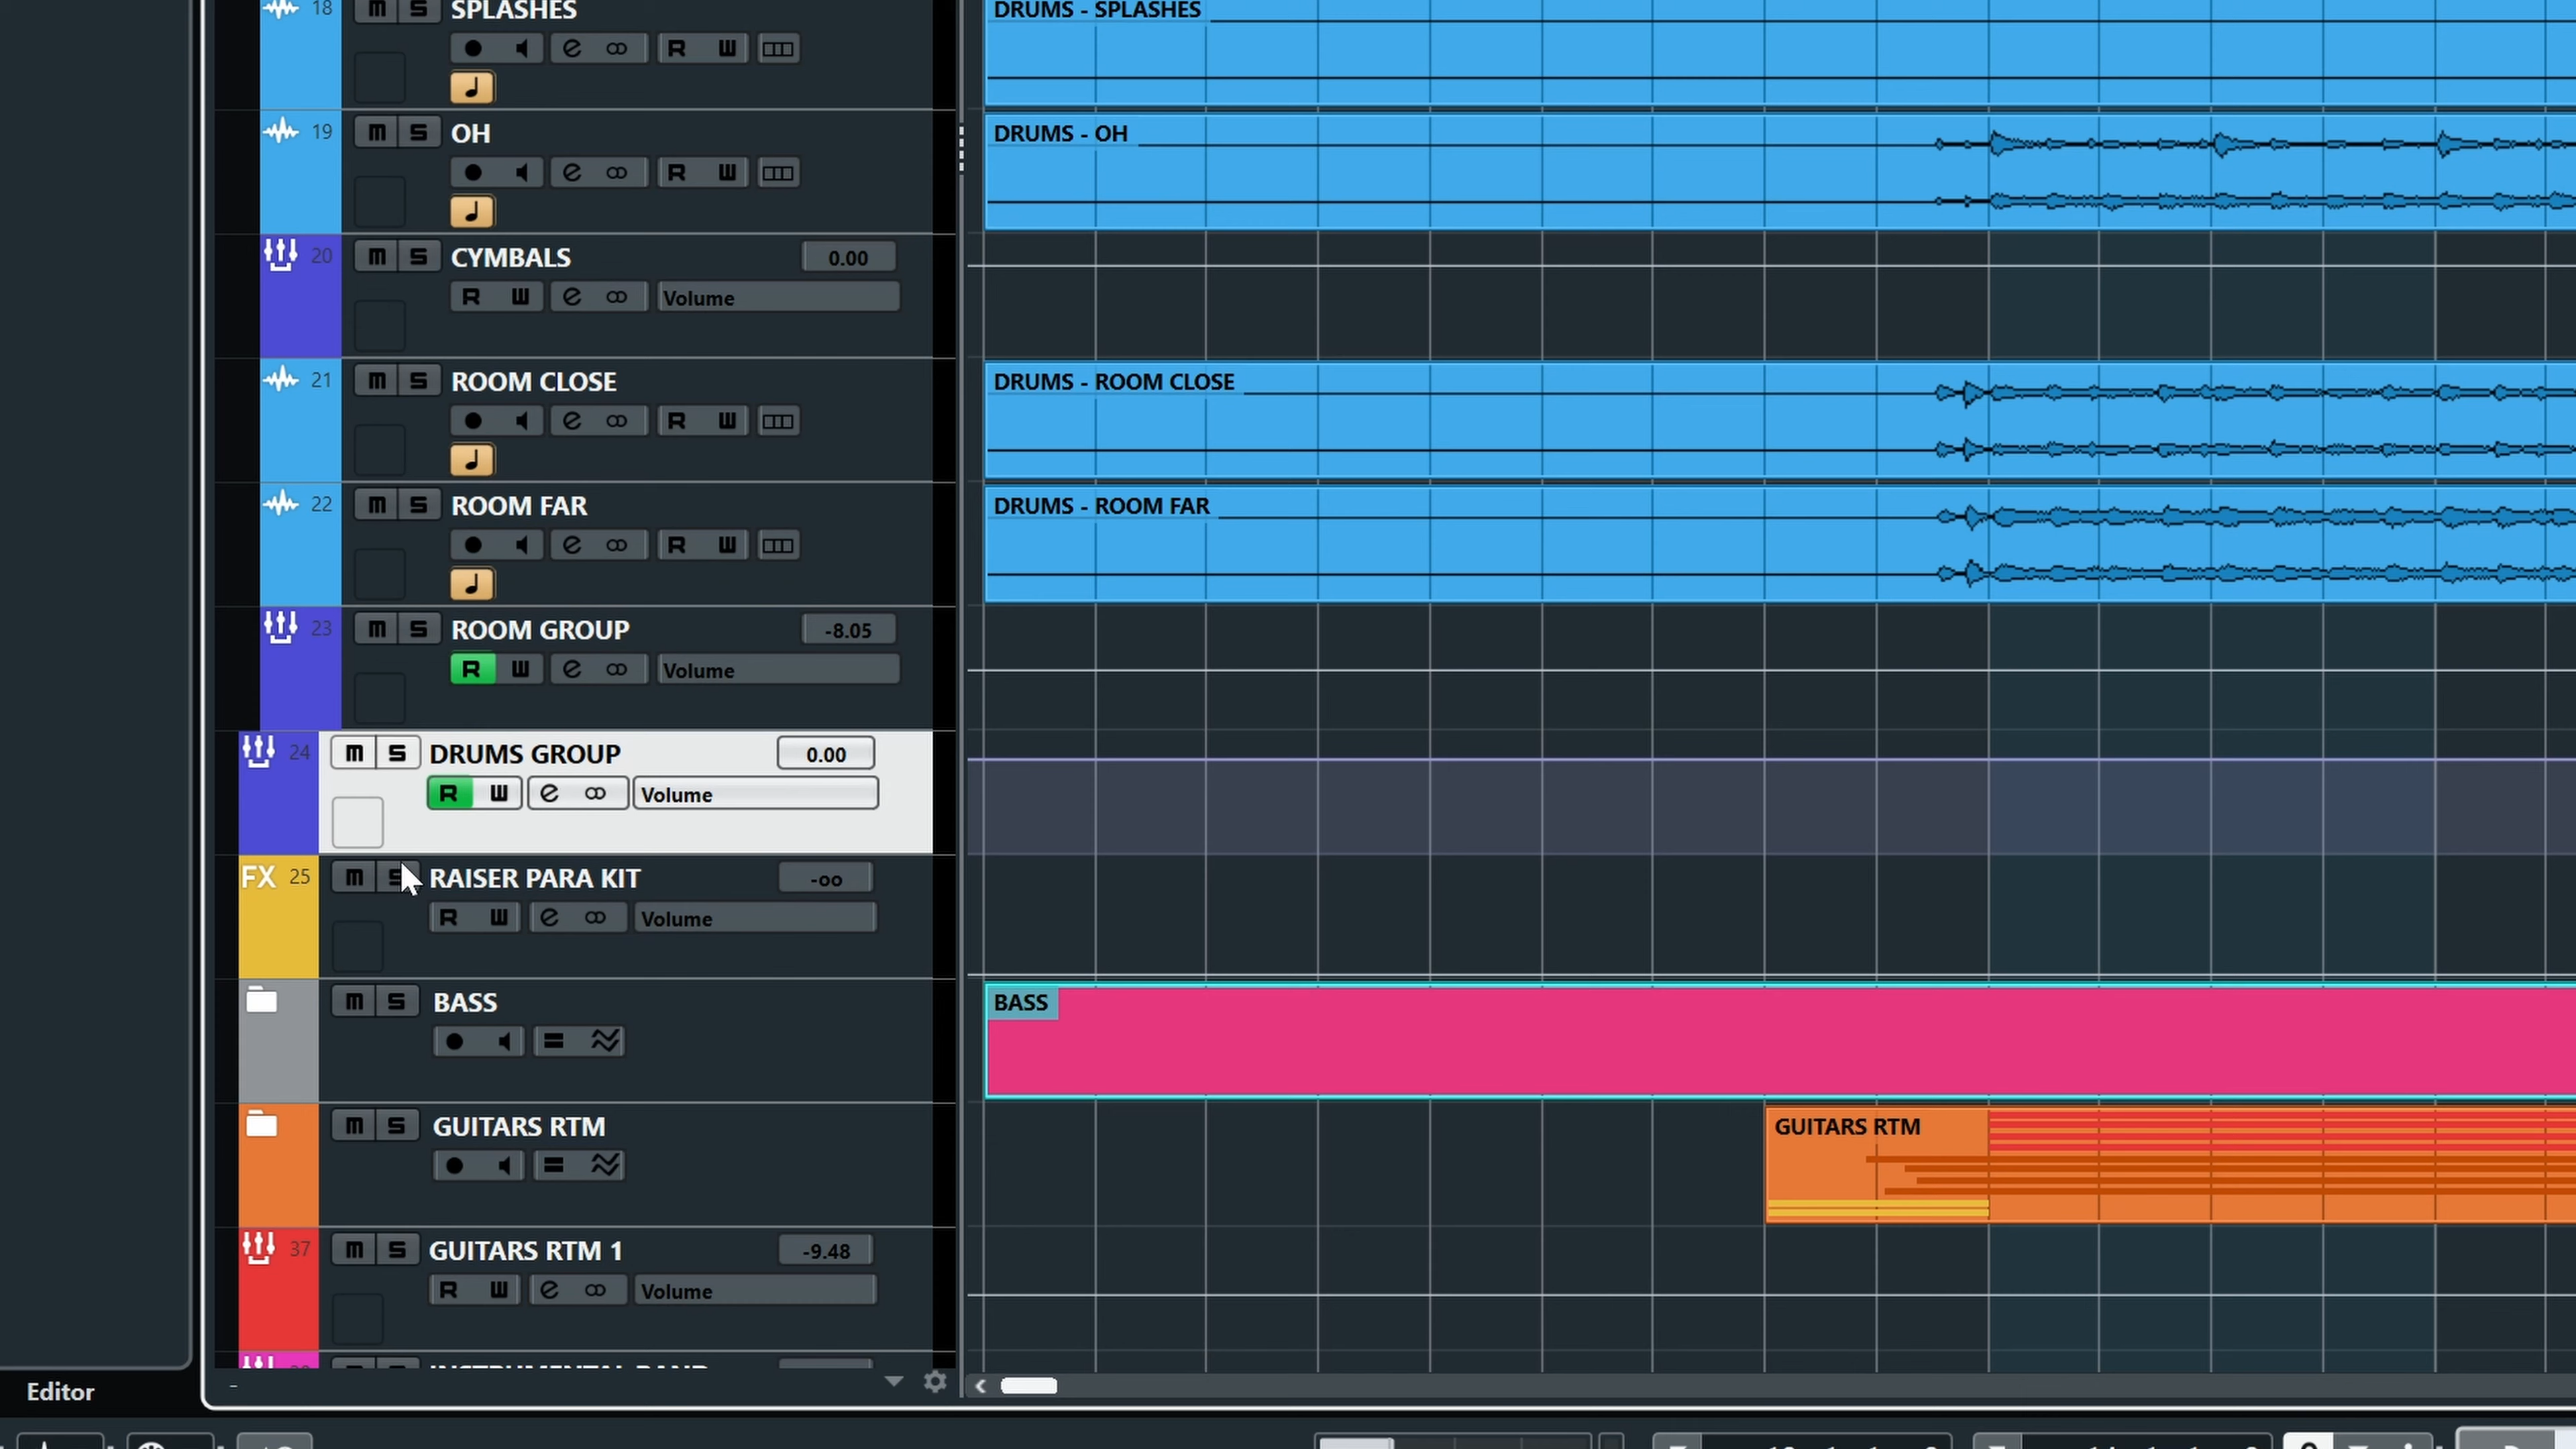 18 M S SPLASHES
R W
19 M S OH
R W
20 M S CYMBALS 0.00
R W e Volume
21 M S ROOM CLOSE
R W
22 M S ROOM FAR
R W
23 M S ROOM GROUP -8.05
R W e Volume
24 M S DRUMS GROUP 0.00
R W e Volume
FX 25 M S RAISER PARA KIT -oo
R W e Volume
M S BASS
M S GUITARS RTM
37 M S GUITARS RTM 1 -9.48
R W e Volume
DRUMS - SPLASHES
DRUMS - OH
DRUMS - ROOM CLOSE
DRUMS - ROOM FAR
BASS
GUITARS RTM
Editor